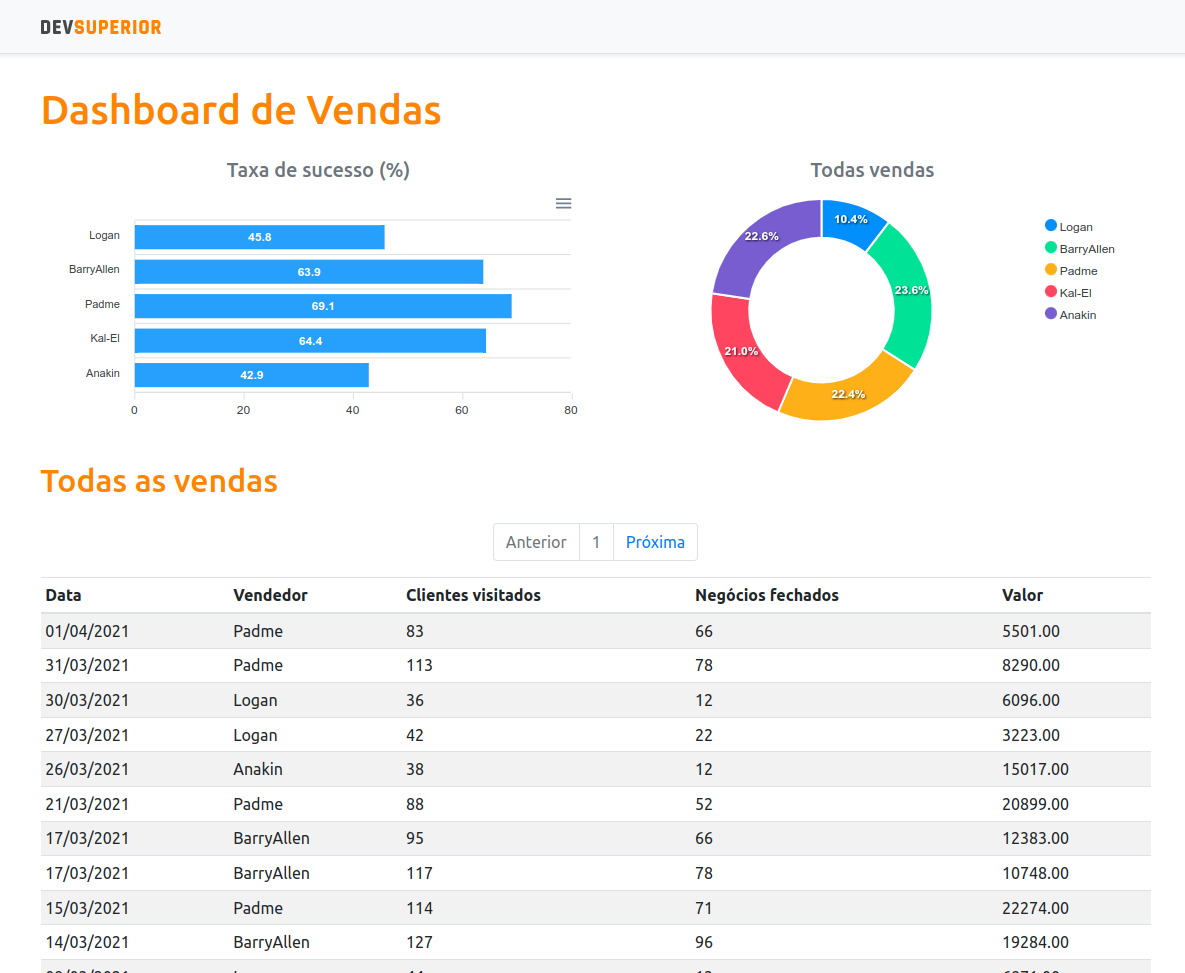 DEVSUPERIOR
Dashboard de Vendas
Taxa de sucesso (%)
Logan 45.8
BarryAllen 63.9
Padme 69.1
Kal-El 64.4
Anakin 42.9
0 20 40 60 80
Todas vendas
10.4%
23.6%
22.4%
21.0%
22.6%
Logan
BarryAllen
Padme
Kal-El
Anakin
Todas as vendas
Anterior 1 Próxima
Data Vendedor Clientes visitados Negócios fechados Valor
01/04/2021 Padme 83 66 5501.00
31/03/2021 Padme 113 78 8290.00
30/03/2021 Logan 36 12 6096.00
27/03/2021 Logan 42 22 3223.00
26/03/2021 Anakin 38 12 15017.00
21/03/2021 Padme 88 52 20899.00
17/03/2021 BarryAllen 95 66 12383.00
17/03/2021 BarryAllen 117 78 10748.00
15/03/2021 Padme 114 71 22274.00
14/03/2021 BarryAllen 127 96 19284.00